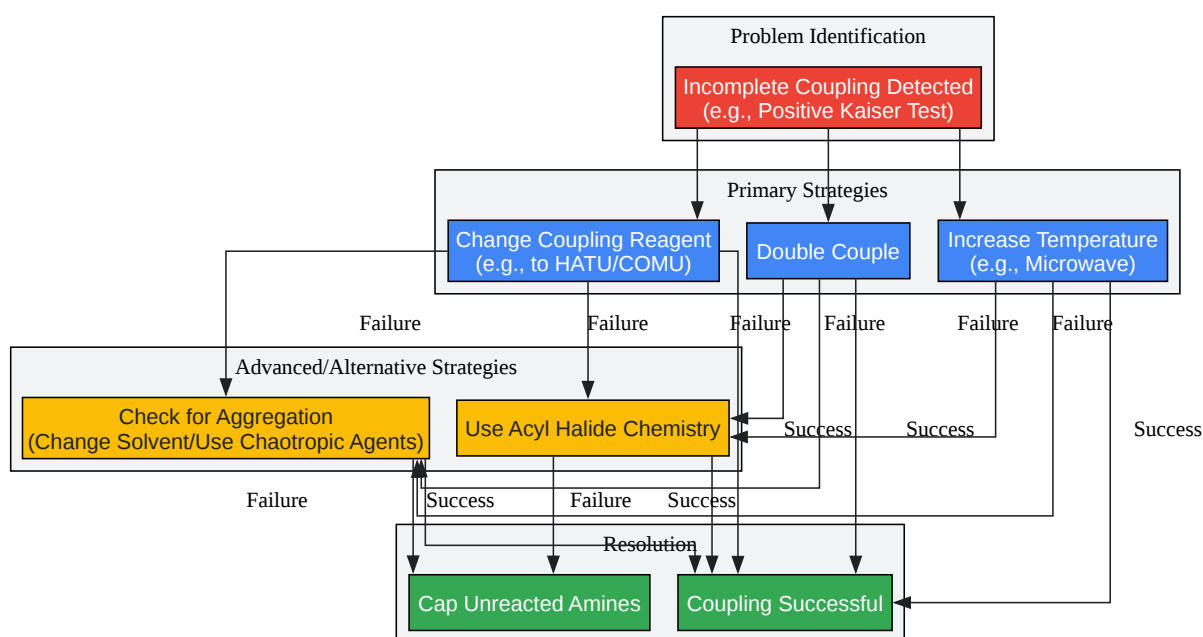 Problem Identification
Incomplete Coupling Detected
(e.g., Positive Kaiser Test)
Primary Strategies
Change Coupling Reagent
(e.g., to HATU/COMU)
Double Couple
Increase Temperature
(e.g., Microwave)
Failure
Failure
Failure
Failure
Failure
Failure
Advanced/Alternative Strategies
Check for Aggregation
(Change Solvent/Use Chaotropic Agents)
Use Acyl Halide Chemistry
Success
Success
Success
Failure
Success
Failure
Success
Resolution
Cap Unreacted Amines
Coupling Successful